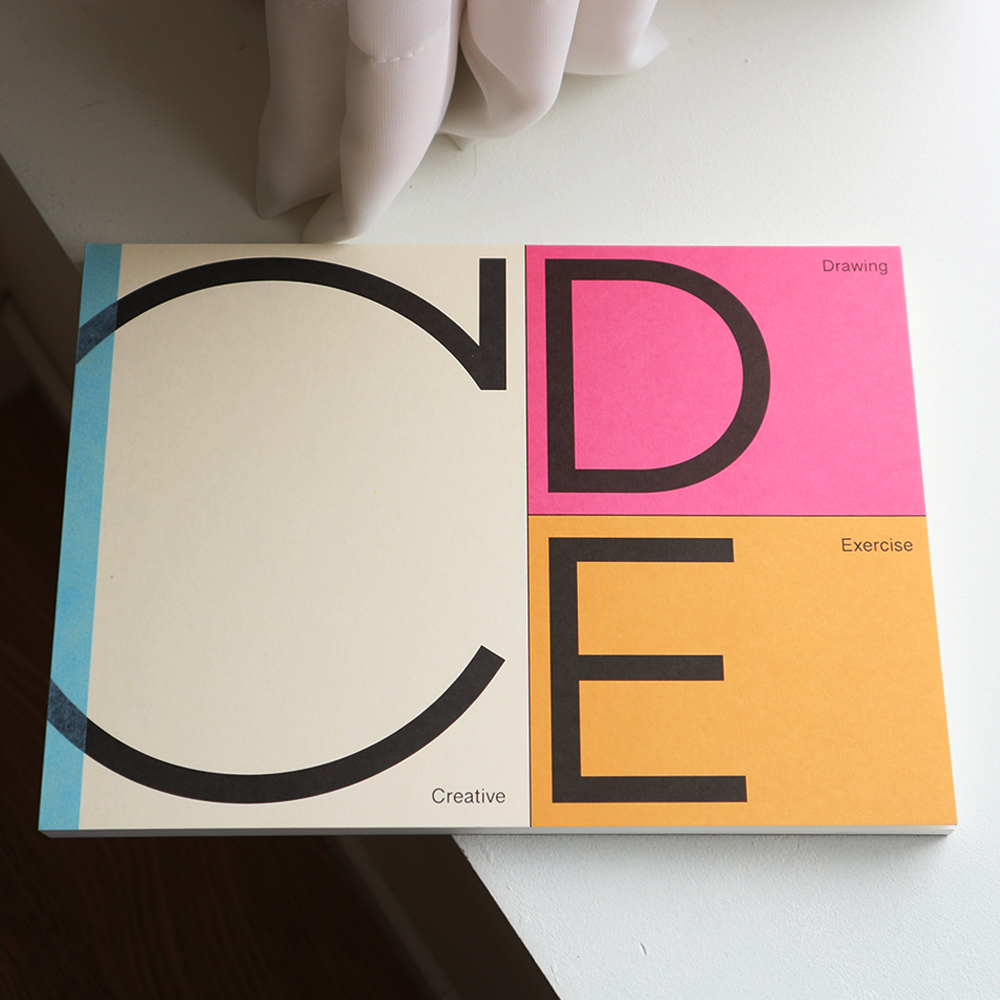 C
Creative
D
Drawing
E
Exercise